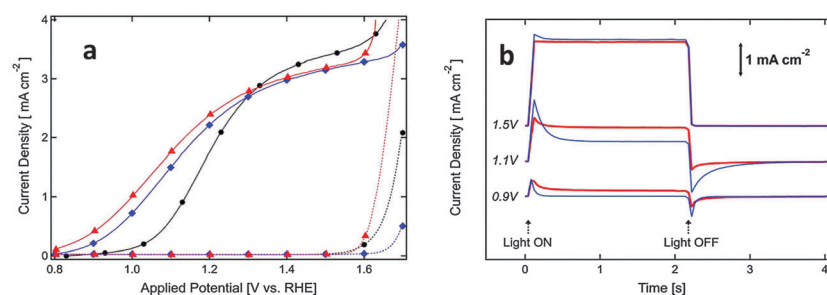 a
Current Density [ mA cm-2 ]
4
3
2
1
0
0.8
1.0
1.2
1.4
1.6
Applied Potential [V vs. RHE]
b
Current Density [ mA cm-2 ]
1 mA cm-2
1.5V
1.1V
0.9V
Light ON
Light OFF
0
1
2
3
4
Time [s]